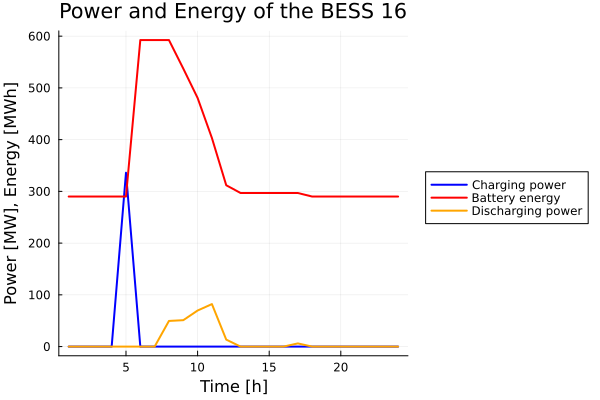 Power and Energy of the BESS 16
Power [MW], Energy [MWh]
600
500
400
300
200
100
0
5
10
15
20
Time [h]
Charging power
Battery energy
Discharging power